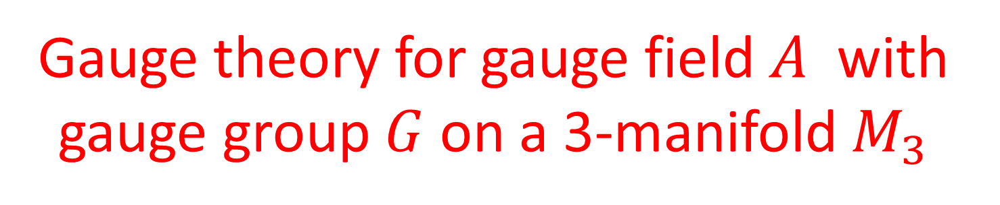 Gauge theory for gauge field A with
gauge group G on a 3-manifold M₃